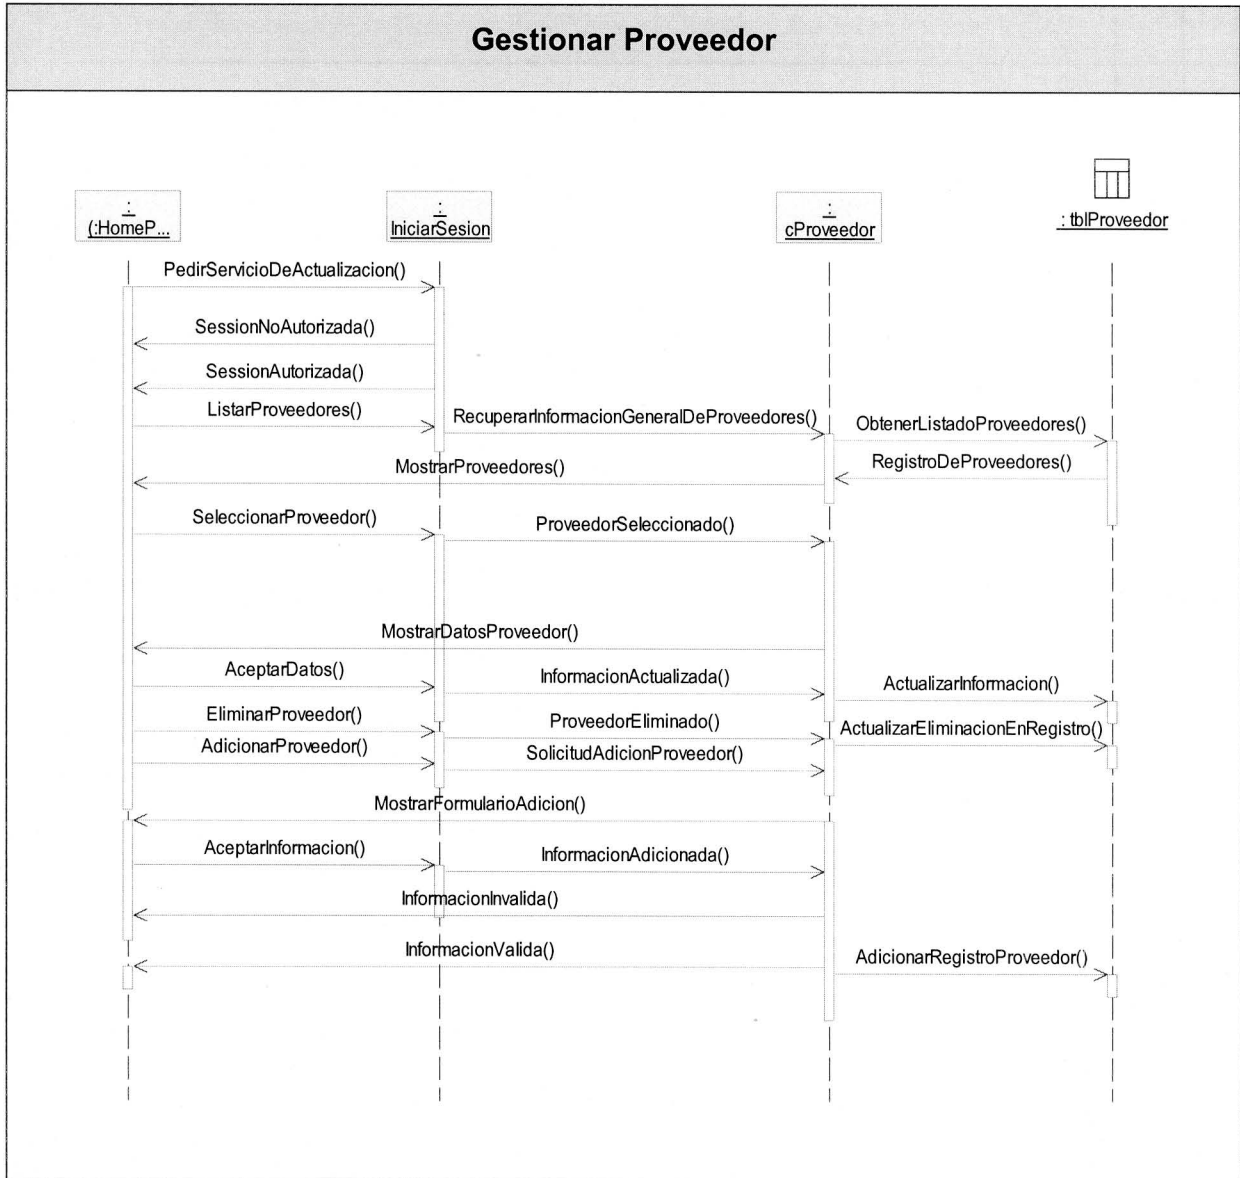 Gestionar Proveedor
:
(:HomeP...
:
IniciarSesion
:
cProveedor
: tblProveedor
PedirServicioDeActualizacion()
SessionNoAutorizada()
SessionAutorizada()
ListarProveedores()
RecuperarInformacionGeneralDeProveedores()
ObtenerListadoProveedores()
MostrarProveedores()
RegistroDeProveedores()
SeleccionarProveedor()
ProveedorSeleccionado()
MostrarDatosProveedor()
AceptarDatos()
InformacionActualizada()
ActualizarInformacion()
EliminarProveedor()
ProveedorEliminado()
ActualizarEliminacionEnRegistro()
AdicionarProveedor()
SolicitudAdicionProveedor()
MostrarFormularioAdicion()
AceptarInformacion()
InformacionAdicionada()
InformacionInvalida()
InformacionValida()
AdicionarRegistroProveedor()